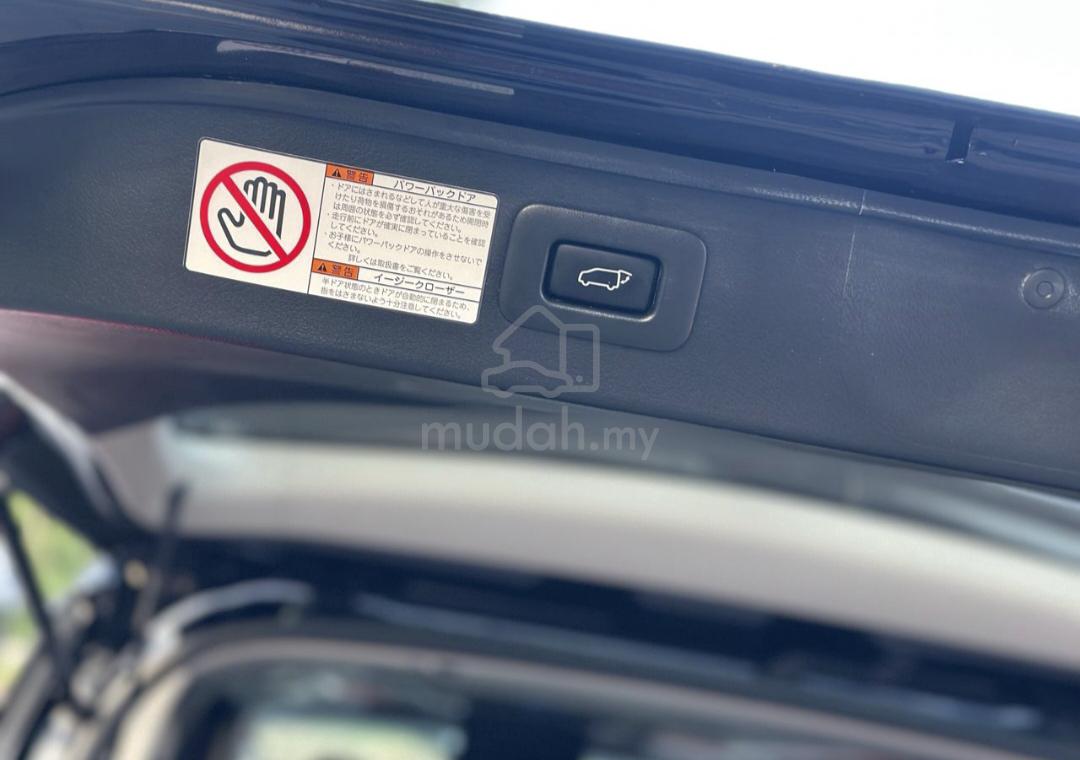 警告 パワーバックドア
・ドアにはさまれるなどして人が重大な傷害を受
けたり荷物を損傷するおそれがあるため開閉時
は周囲の状態を必ず確認してください。
・走行前にドアが確実に閉まっていることを確認
してください。
・お子様にパワーバックドアの操作をさせないで
ください。
詳しくは取扱書をご覧ください。
警告 イージークローザー
半ドア状態のときドアが自動的に閉まるため、
指をはさまないよう十分注意してください。
mudah.my